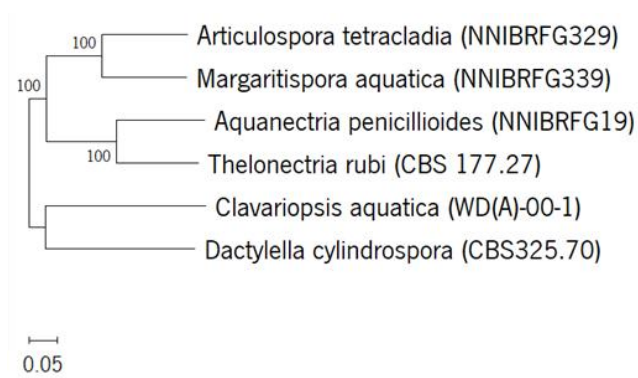 100
Articulospora tetracladia (NNIBRFG329)
Margaritispora aquatica (NNIBRFG339)
100
Aquanectria penicillioides (NNIBRFG19)
100
Thelonectria rubi (CBS 177.27)
Clavariopsis aquatica (WD(A)-00-1)
Dactylella cylindrospora (CBS325.70)
0.05